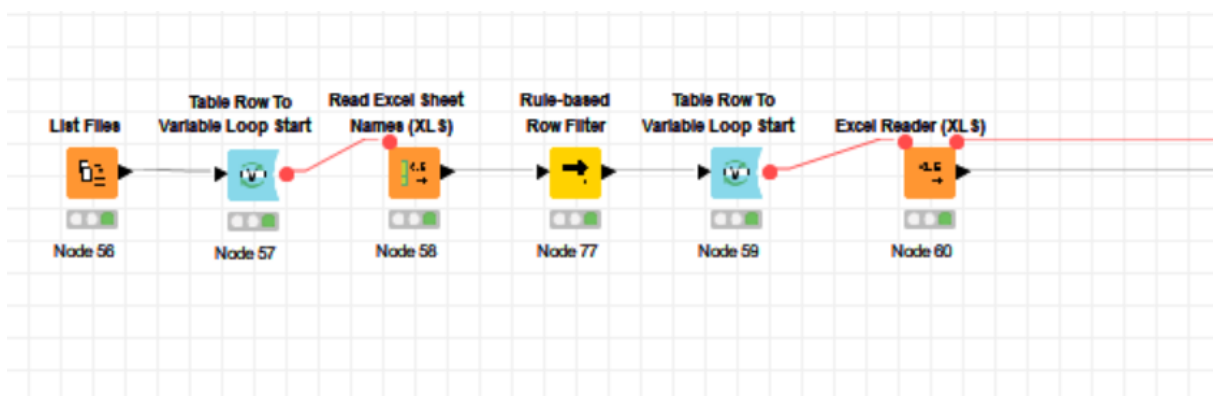 List Files
Table Row To
Variable Loop Start
Read Excel Sheet
Names (XLS)
Rule-based
Row Filter
Table Row To
Variable Loop Start
Excel Reader (XLS)
Node 56
Node 57
Node 58
Node 77
Node 59
Node 60